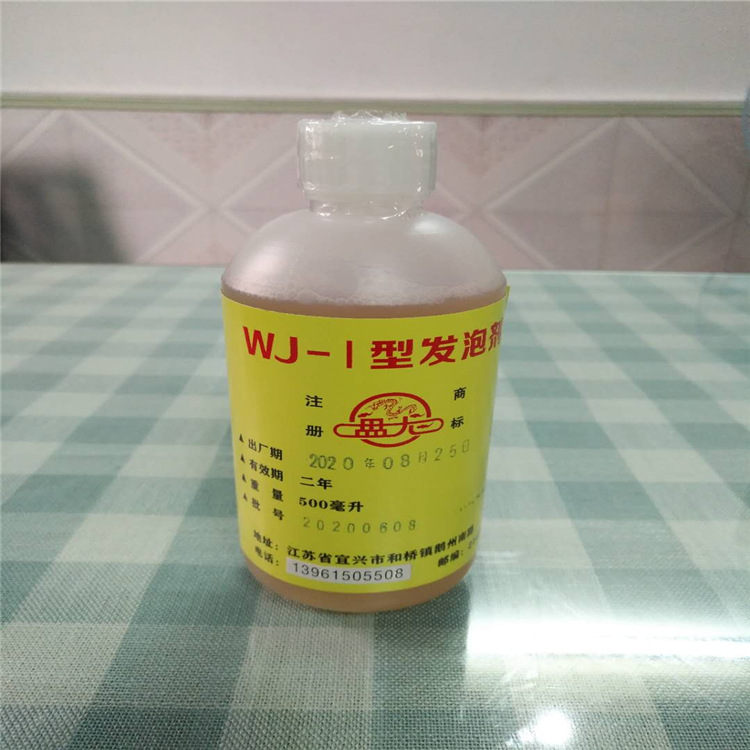 WJ-1型发泡剂
注册
商标
▲出厂期 2020年08月25日
▲有效期 二年
▲重量 500毫升
▲批号 20200608
地址：江苏省宜兴市和桥镇鹅州南路
电话：13961505508 邮编：